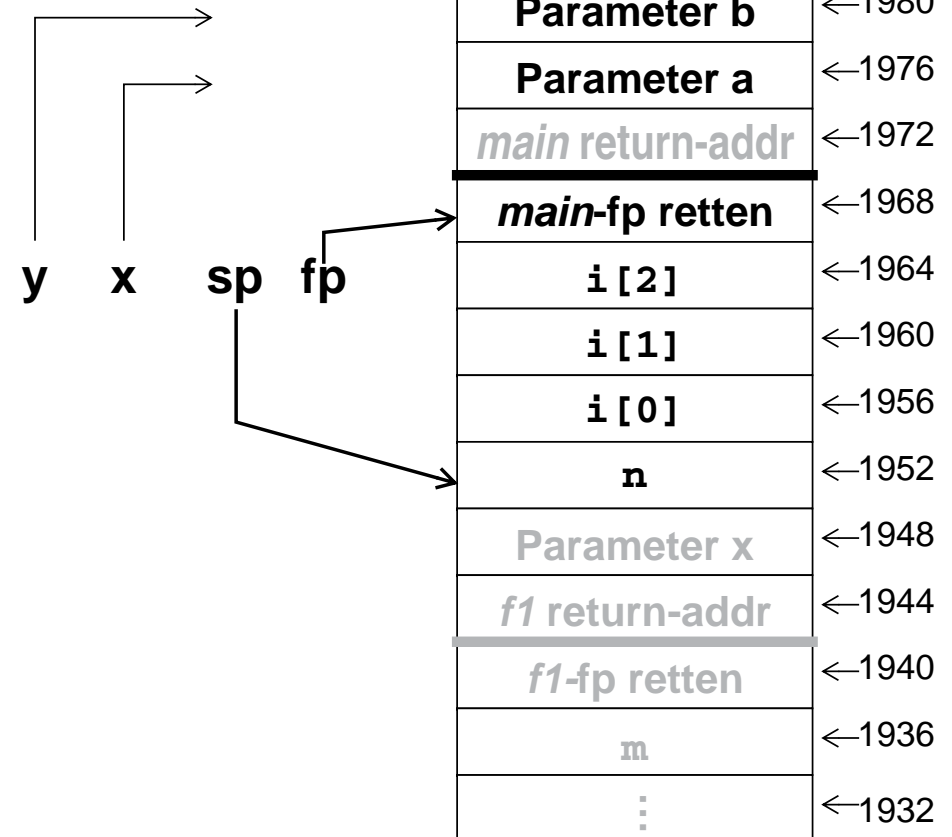 Parameter b ←1980
Parameter a ←1976
main return-addr ←1972
main-fp retten ←1968
y x sp fp
i[2] ←1964
i[1] ←1960
i[0] ←1956
n ←1952
Parameter x ←1948
f1 return-addr ←1944
f1-fp retten ←1940
m ←1936
⋮ ←1932